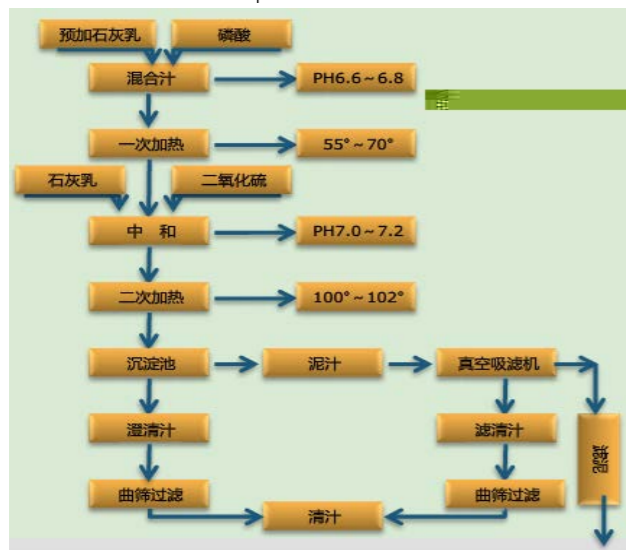 预加石灰乳
磷酸
混合汁
PH6.6~6.8
一次加热
55°~70°
石灰乳
二氧化硫
中 和
PH7.0~7.2
二次加热
100°~102°
沉淀池
泥汁
真空吸滤机
澄清汁
滤清汁
滤泥
曲筛过滤
清汁
曲筛过滤